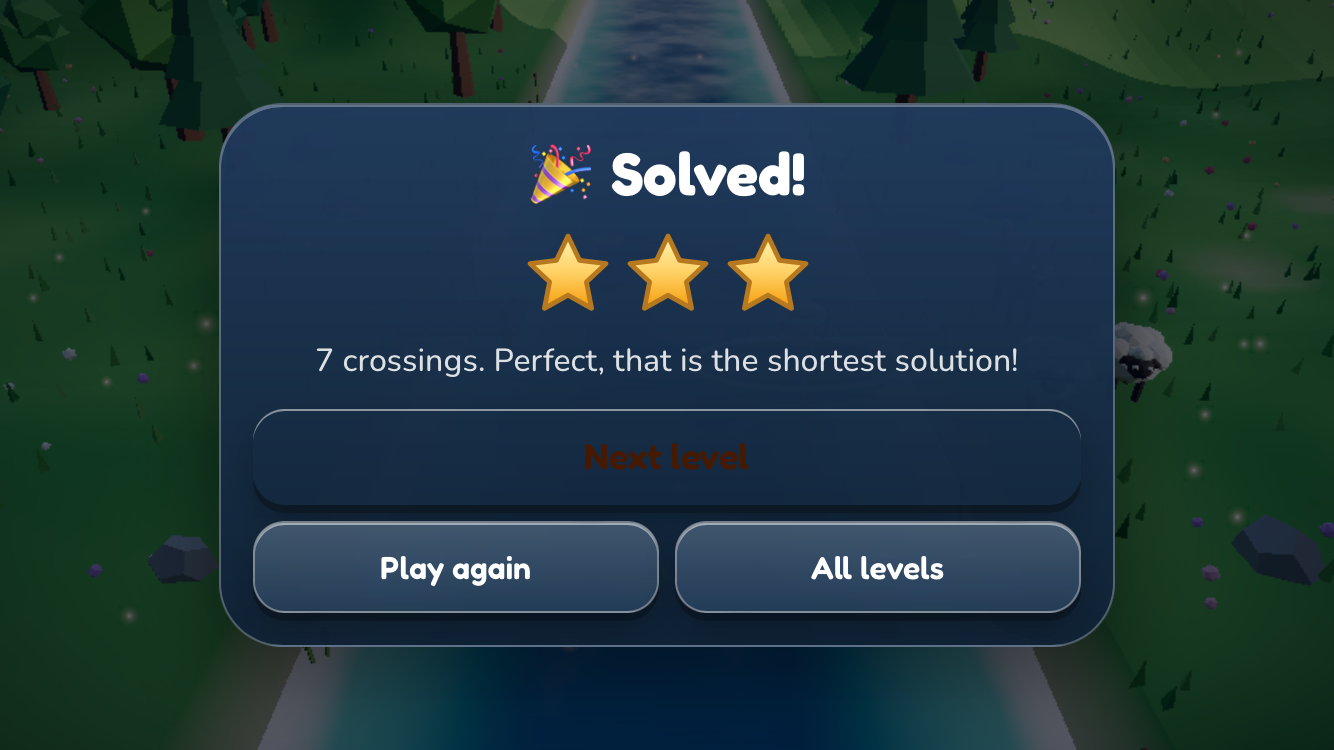 🎉 Solved!
7 crossings. Perfect, that is the shortest solution!
Next level
Play again
All levels